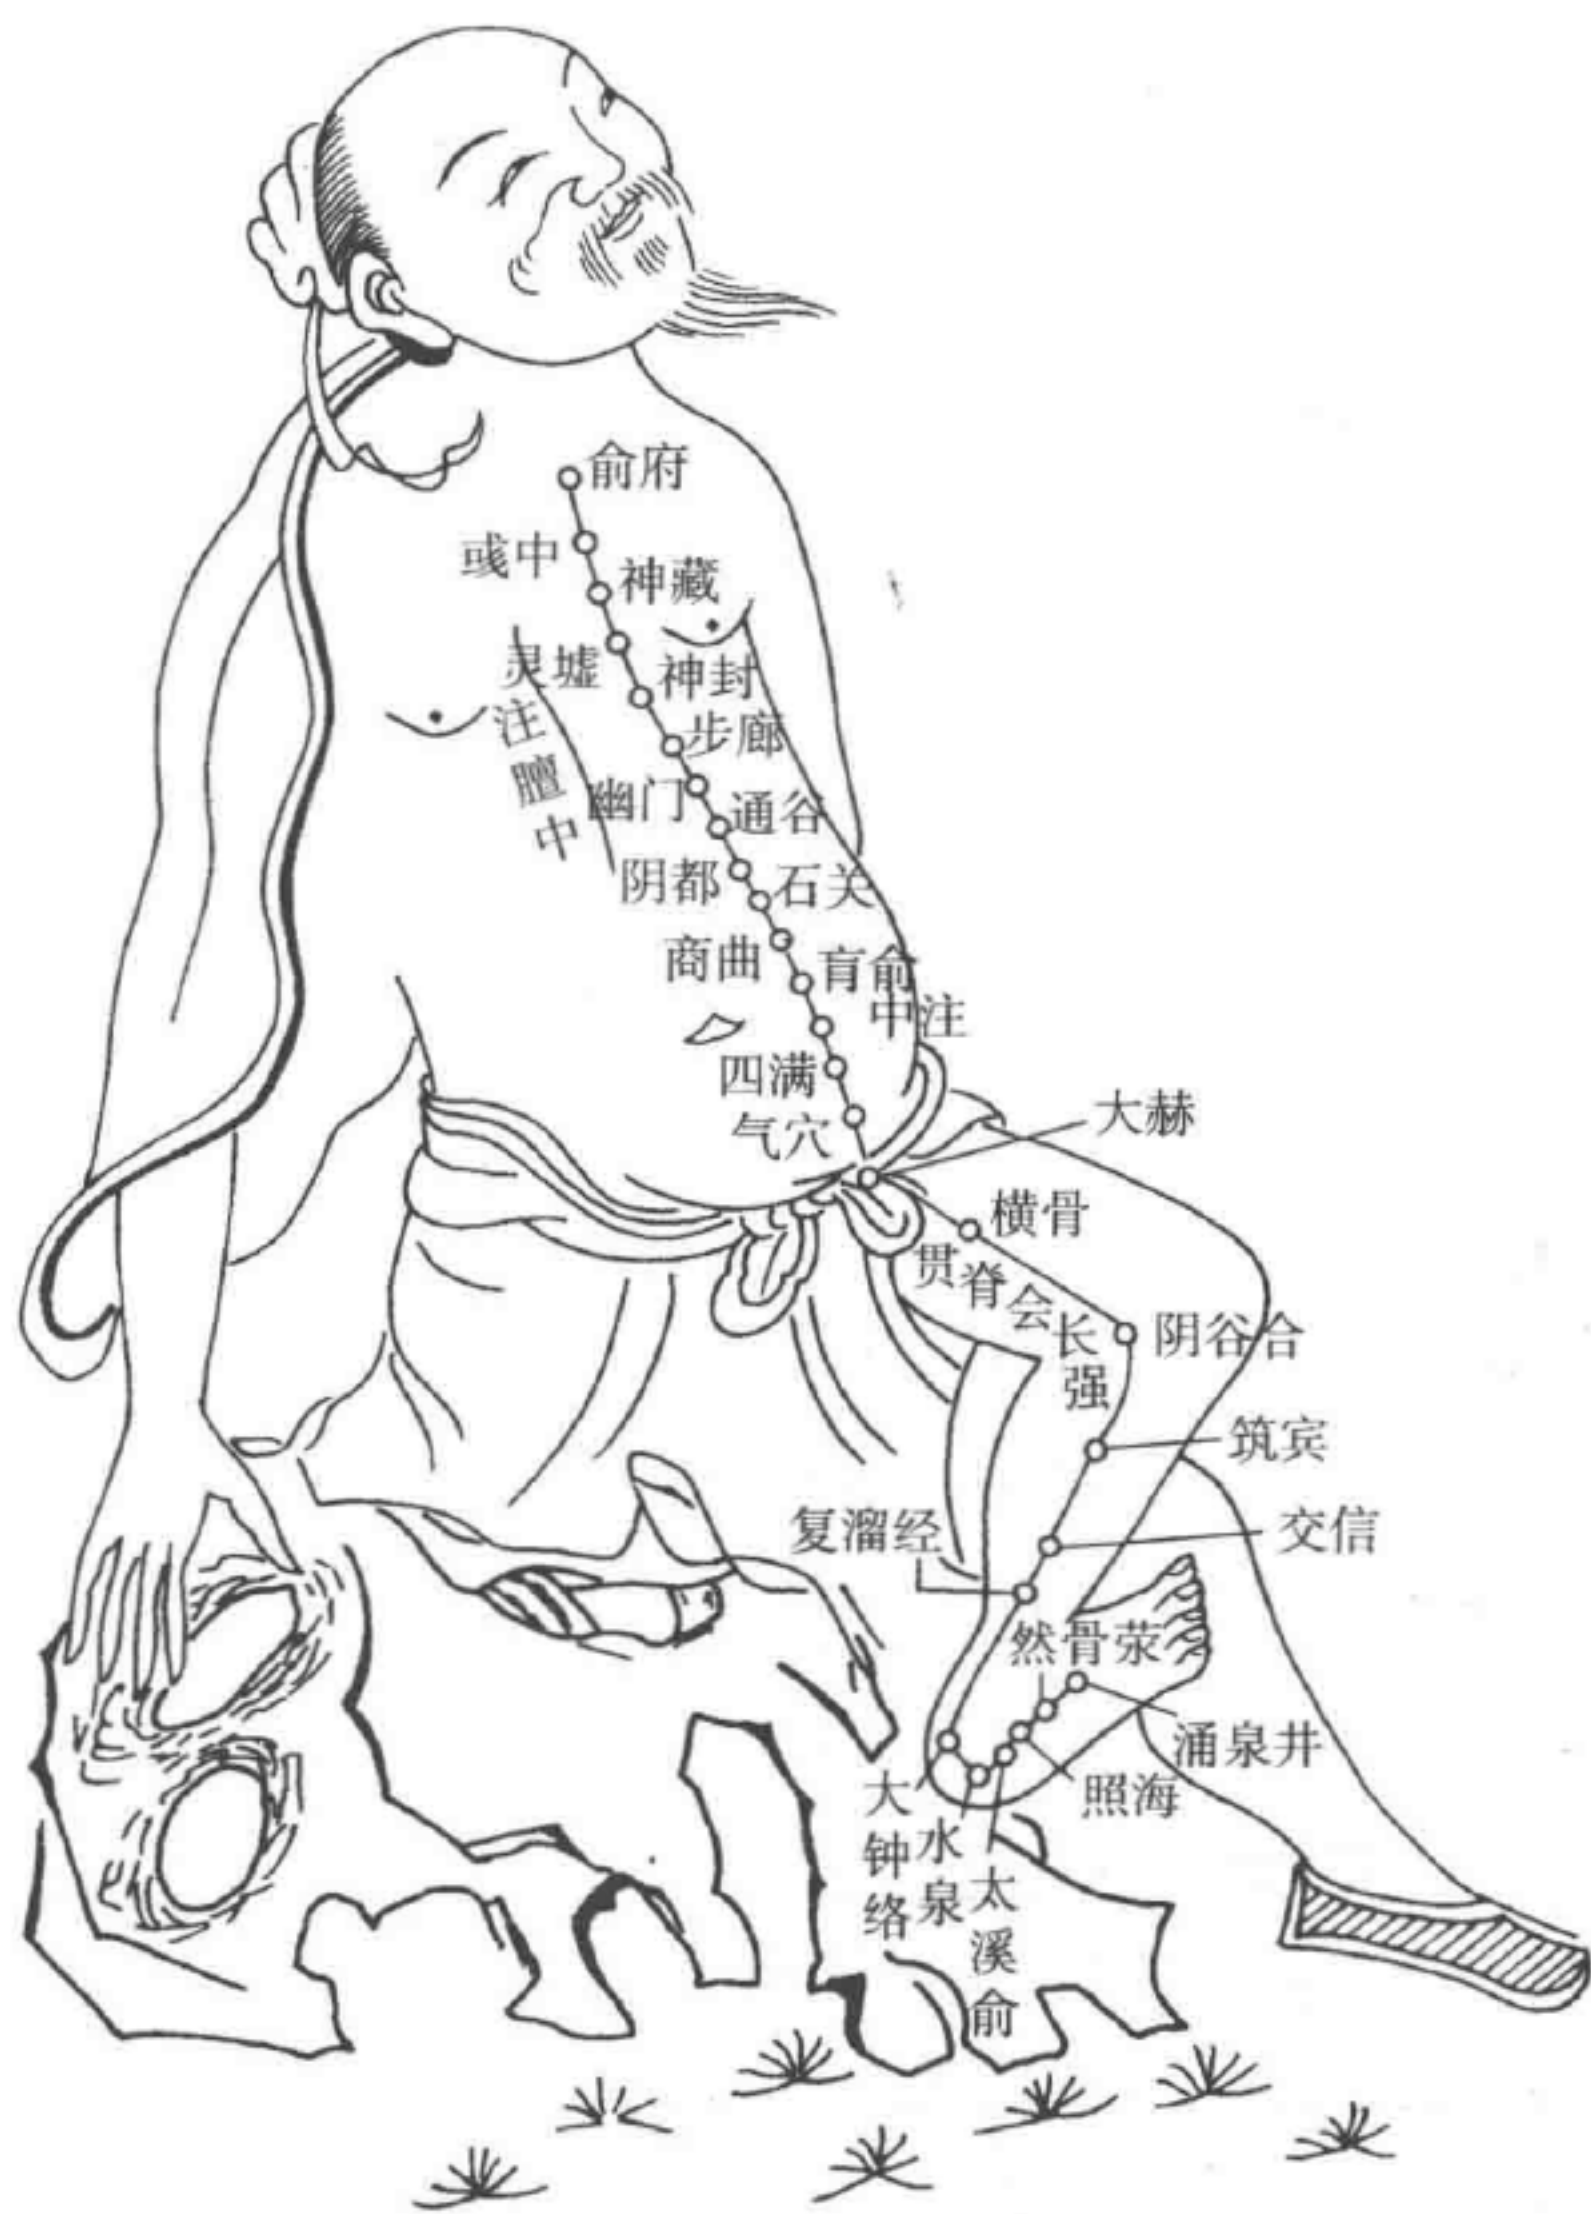 俞府
彧中
神藏
灵墟
神封
注膻中
步廊
幽门
通谷
阴都
石关
商曲
肓俞
中注
四满
气穴
大赫
横骨
贯脊会长强
阴谷合
筑宾
复溜经
交信
然骨荥
涌泉井
照海
大钟络
水泉
太溪俞